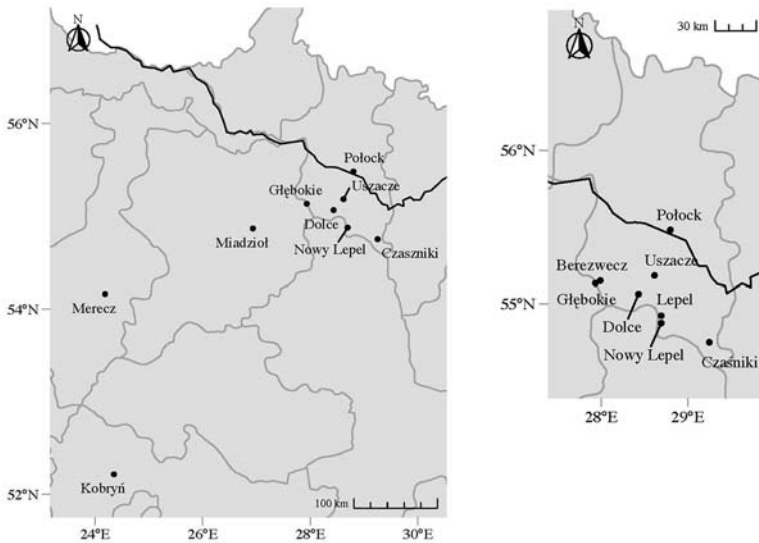 N
56°N
54°N
52°N
24°E
26°E
28°E
30°E
Połock
Uszacze
Głębokie
Dolce
Miadzioł
Nowy Lepel
Czaszniki
Merecz
Kobryń
100 km
N
30 km
56°N
55°N
28°E
29°E
Połock
Uszacze
Berezwecz
Głębokie
Lepel
Dolce
Nowy Lepel
Czaśniki